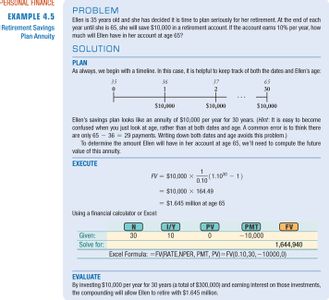 PERSONAL FINANCE
EXAMPLE 4.5
Retirement Savings
Plan Annuity
PROBLEM
Ellen is 35 years old and she has decided it is time to plan seriously for her retirement. At the end of each
year until she is 65, she will save $10,000 in a retirement account. If the account earns 10% per year, how
much will Ellen have in her account at age 65?
SOLUTION
PLAN
As always, we begin with a timeline. In this case, it is helpful to keep track of both the dates and Ellen's age:
35 36 37 65
0 1 2 ... 30
$10,000 $10,000 $10,000
Ellen's savings plan looks like an annuity of $10,000 per year for 30 years. (Hint: It is easy to become
confused when you just look at age, rather than at both dates and age. A common error is to think there
are only 65 − 36 = 29 payments. Writing down both dates and age avoids this problem.)
To determine the amount Ellen will have in her account at age 65, we'll need to compute the future
value of this annuity.
EXECUTE
FV = $10,000 × 1/0.10 (1.10^30 − 1)
= $10,000 × 164.49
= $1.645 million at age 65
Using a financial calculator or Excel:
N I/Y PV PMT FV
Given: 30 10 0 −10,000
Solve for: 1,644,940
Excel Formula: =FV(RATE,NPER, PMT, PV)=FV(0.10,30,−10000,0)
EVALUATE
By investing $10,000 per year for 30 years (a total of $300,000) and earning interest on those investments,
the compounding will allow Ellen to retire with $1.645 million.